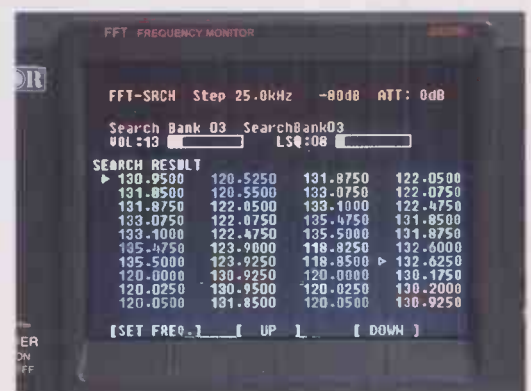 FFT FREQUENCY MONITOR
OR
FFT-SRCH Step 25.0kHz -80dB ATT: 0dB
Search Bank 03 SearchBank03
VOL:13 LSQ:08
SEARCH RESULT
▶ 130.9500 120.5250 131.8750 122.0500
131.8500 120.5500 133.0750 122.0750
131.8750 122.0500 133.1000 122.4750
133.0750 122.0750 135.4750 131.8500
133.1000 122.4750 135.5000 131.8750
135.4750 123.9000 118.8250 132.6000
135.5000 123.9250 118.8500 ▷ 132.6250
120.0000 130.9250 120.0000 130.1750
120.0250 130.9500 120.0250 130.2000
120.0500 131.8500 120.0500 130.9250
[SET FREQ.] [ UP ] [ DOWN ]
ER
ON
FF